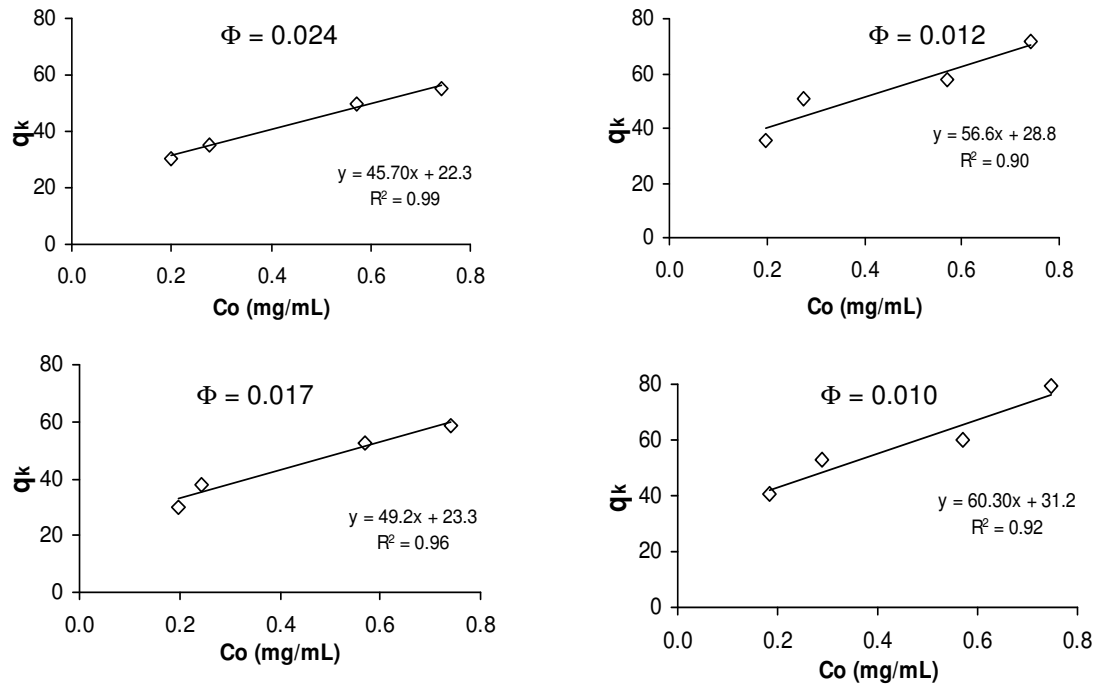 Φ = 0.024
80
60
40
20
0
qk
y = 45.70x + 22.3
R² = 0.99
0.0 0.2 0.4 0.6 0.8
Co (mg/mL)
Φ = 0.012
80
60
40
20
0
qk
y = 56.6x + 28.8
R² = 0.90
0.0 0.2 0.4 0.6 0.8
Co (mg/mL)
Φ = 0.017
80
60
40
20
0
qk
y = 49.2x + 23.3
R² = 0.96
0.0 0.2 0.4 0.6 0.8
Co (mg/mL)
Φ = 0.010
80
60
40
20
0
qk
y = 60.30x + 31.2
R² = 0.92
0.0 0.2 0.4 0.6 0.8
Co (mg/mL)